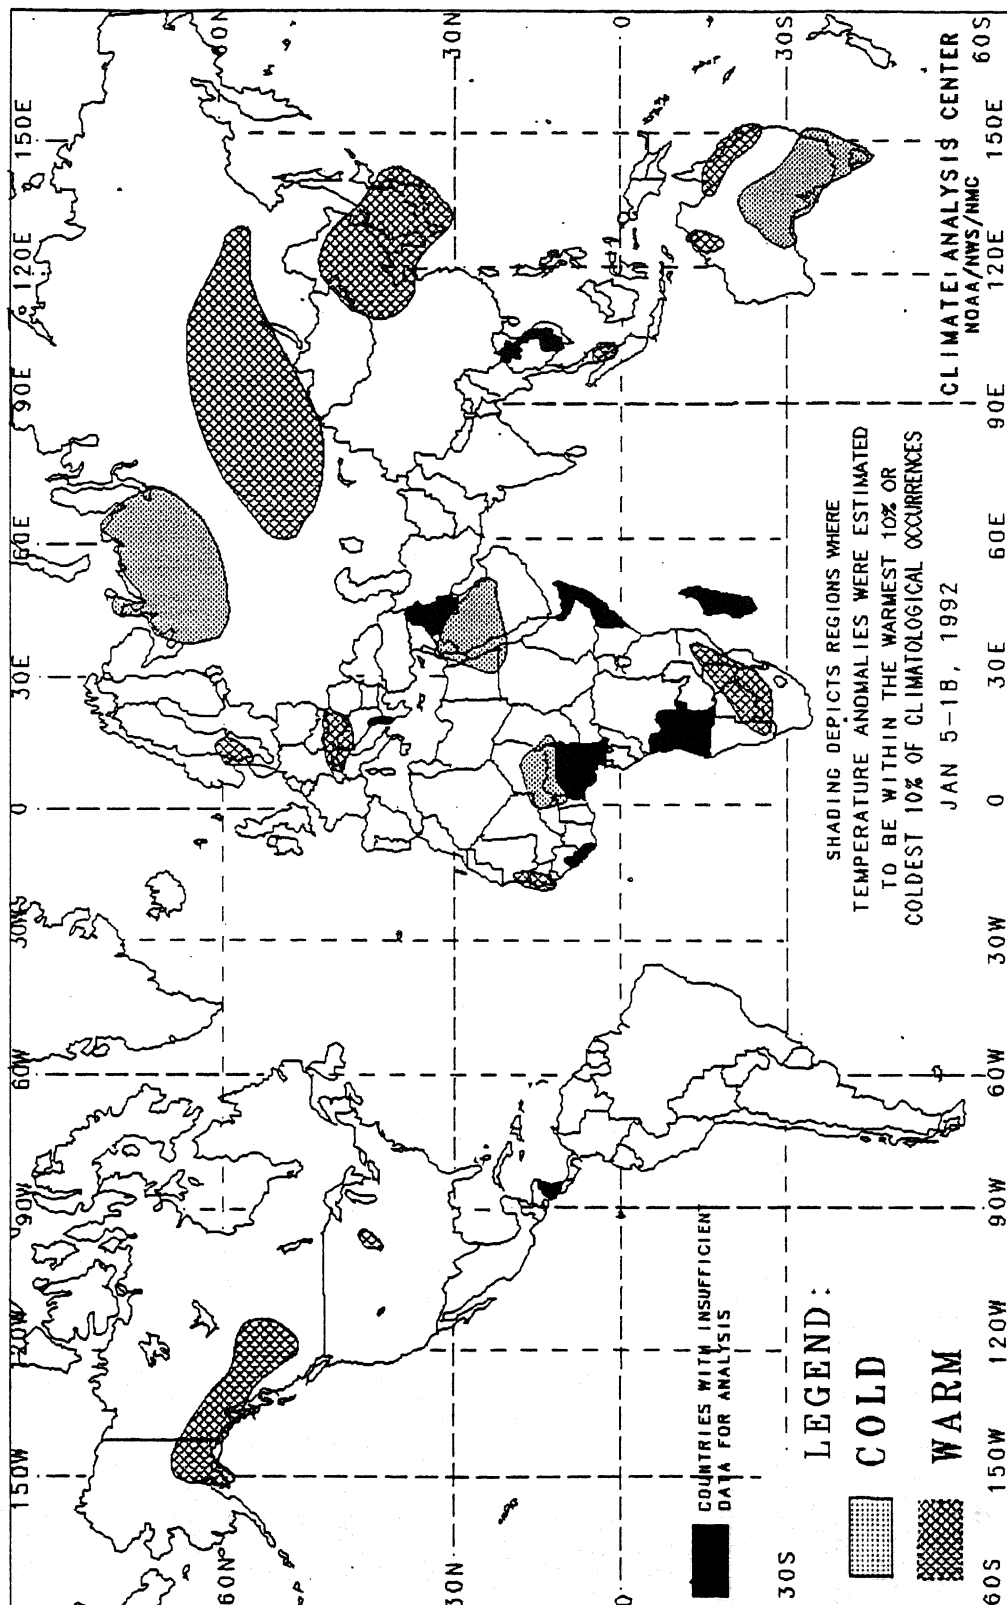 150W
120W
90W
60W
30W
0
30E
60E
90E
120E
150E
60N
60N
30N
30N
0
0
30S
30S
60S
60S
150W
120W
90W
60W
30W
0
30E
60E
90E
120E
150E
COUNTRIES WITH INSUFFICIENT
DATA FOR ANALYSIS
LEGEND:
COLD
WARM
SHADING DEPICTS REGIONS WHERE
TEMPERATURE ANOMALIES WERE ESTIMATED
TO BE WITHIN THE WARMEST 10% OR
COLDEST 10% OF CLIMATOLOGICAL OCCURRENCES
JAN 5-18, 1992
CLIMATE ANALYSIS CENTER
NOAA/NWS/NMC